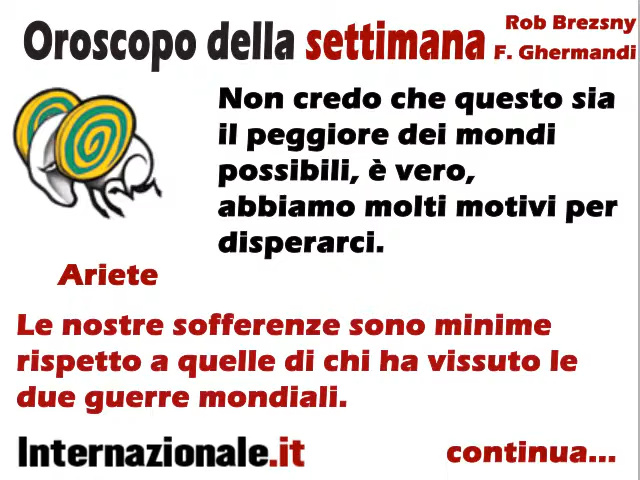 Oroscopo della settimana
Rob Brezsny
F. Ghermandi
Non credo che questo sia
il peggiore dei mondi
possibili, è vero,
abbiamo molti motivi per
disperarci.
Ariete
Le nostre sofferenze sono minime
rispetto a quelle di chi ha vissuto le
due guerre mondiali.
Internazionale.it
continua...